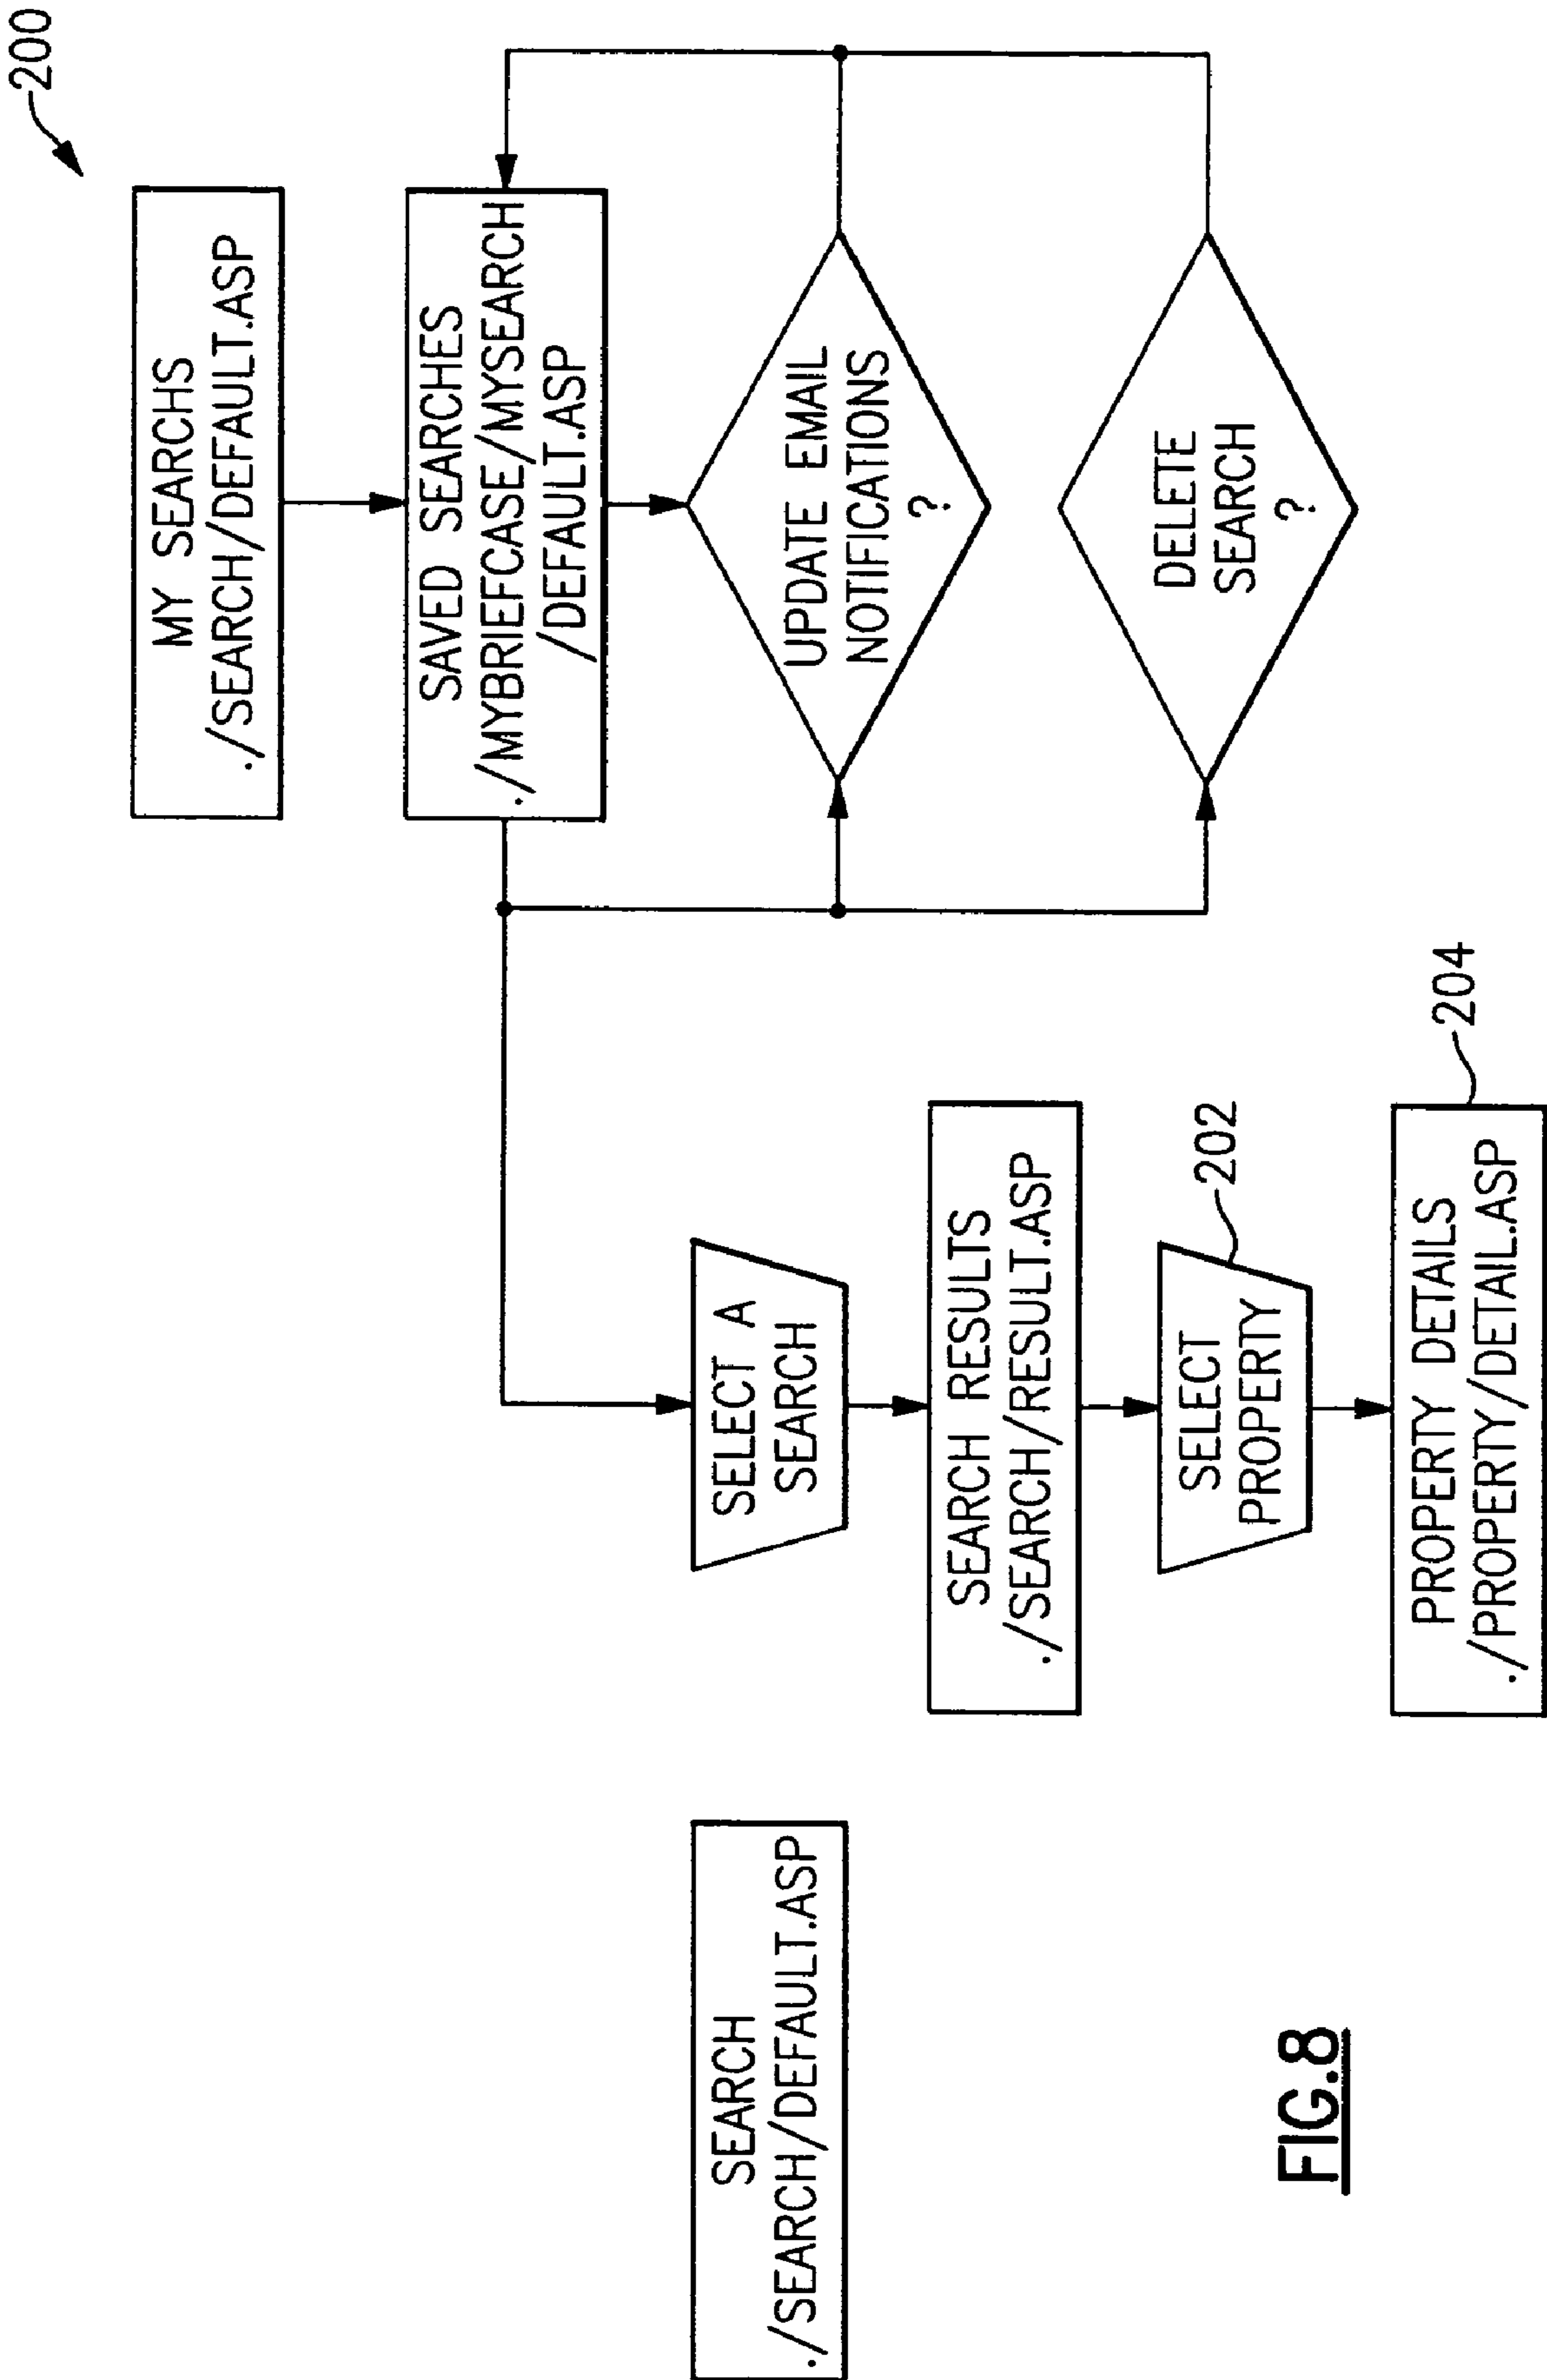 200
MY SEARCHS
./SEARCH/DEFAULT.ASP
SAVED SEARCHES
./MYBRIEFCASE/MYSEARCH
/DEFAULT.ASP
UPDATE EMAIL
NOTIFICATIONS
?
DELETE
SEARCH
?
SELECT A
SEARCH
SEARCH RESULTS
./SEARCH/RESULT.ASP
SELECT
PROPERTY
202
PROPERTY DETAILS
./PROPERTY/DETAIL.ASP
204
SEARCH
./SEARCH/DEFAULT.ASP
FIG.8